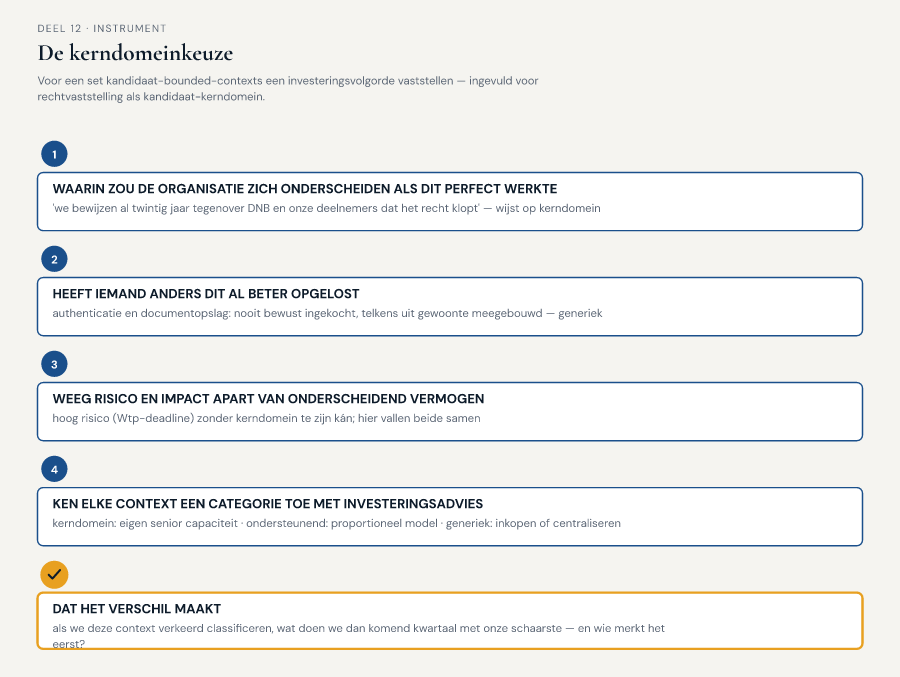 DEEL 12 · INSTRUMENT
De kerndomeinkeuze
Voor een set kandidaat-bounded-contexts een investeringsvolgorde vaststellen — ingevuld voor
rechtvaststelling als kandidaat-kerndomein.
1
WAARIN ZOU DE ORGANISATIE ZICH ONDERSCHEIDEN ALS DIT PERFECT WERKTE
'we bewijzen al twintig jaar tegenover DNB en onze deelnemers dat het recht klopt' — wijst op kerndomein
2
HEEFT IEMAND ANDERS DIT AL BETER OPGELOST
authenticatie en documentopslag: nooit bewust ingekocht, telkens uit gewoonte meegebouwd — generiek
3
WEEG RISICO EN IMPACT APART VAN ONDERSCHEIDEND VERMOGEN
hoog risico (Wtp-deadline) zonder kerndomein te zijn kán; hier vallen beide samen
4
KEN ELKE CONTEXT EEN CATEGORIE TOE MET INVESTERINGSADVIES
kerndomein: eigen senior capaciteit · ondersteunend: proportioneel model · generiek: inkopen of centraliseren
DAT HET VERSCHIL MAAKT
als we deze context verkeerd classificeren, wat doen we dan komend kwartaal met onze schaarste — en wie merkt het
eerst?